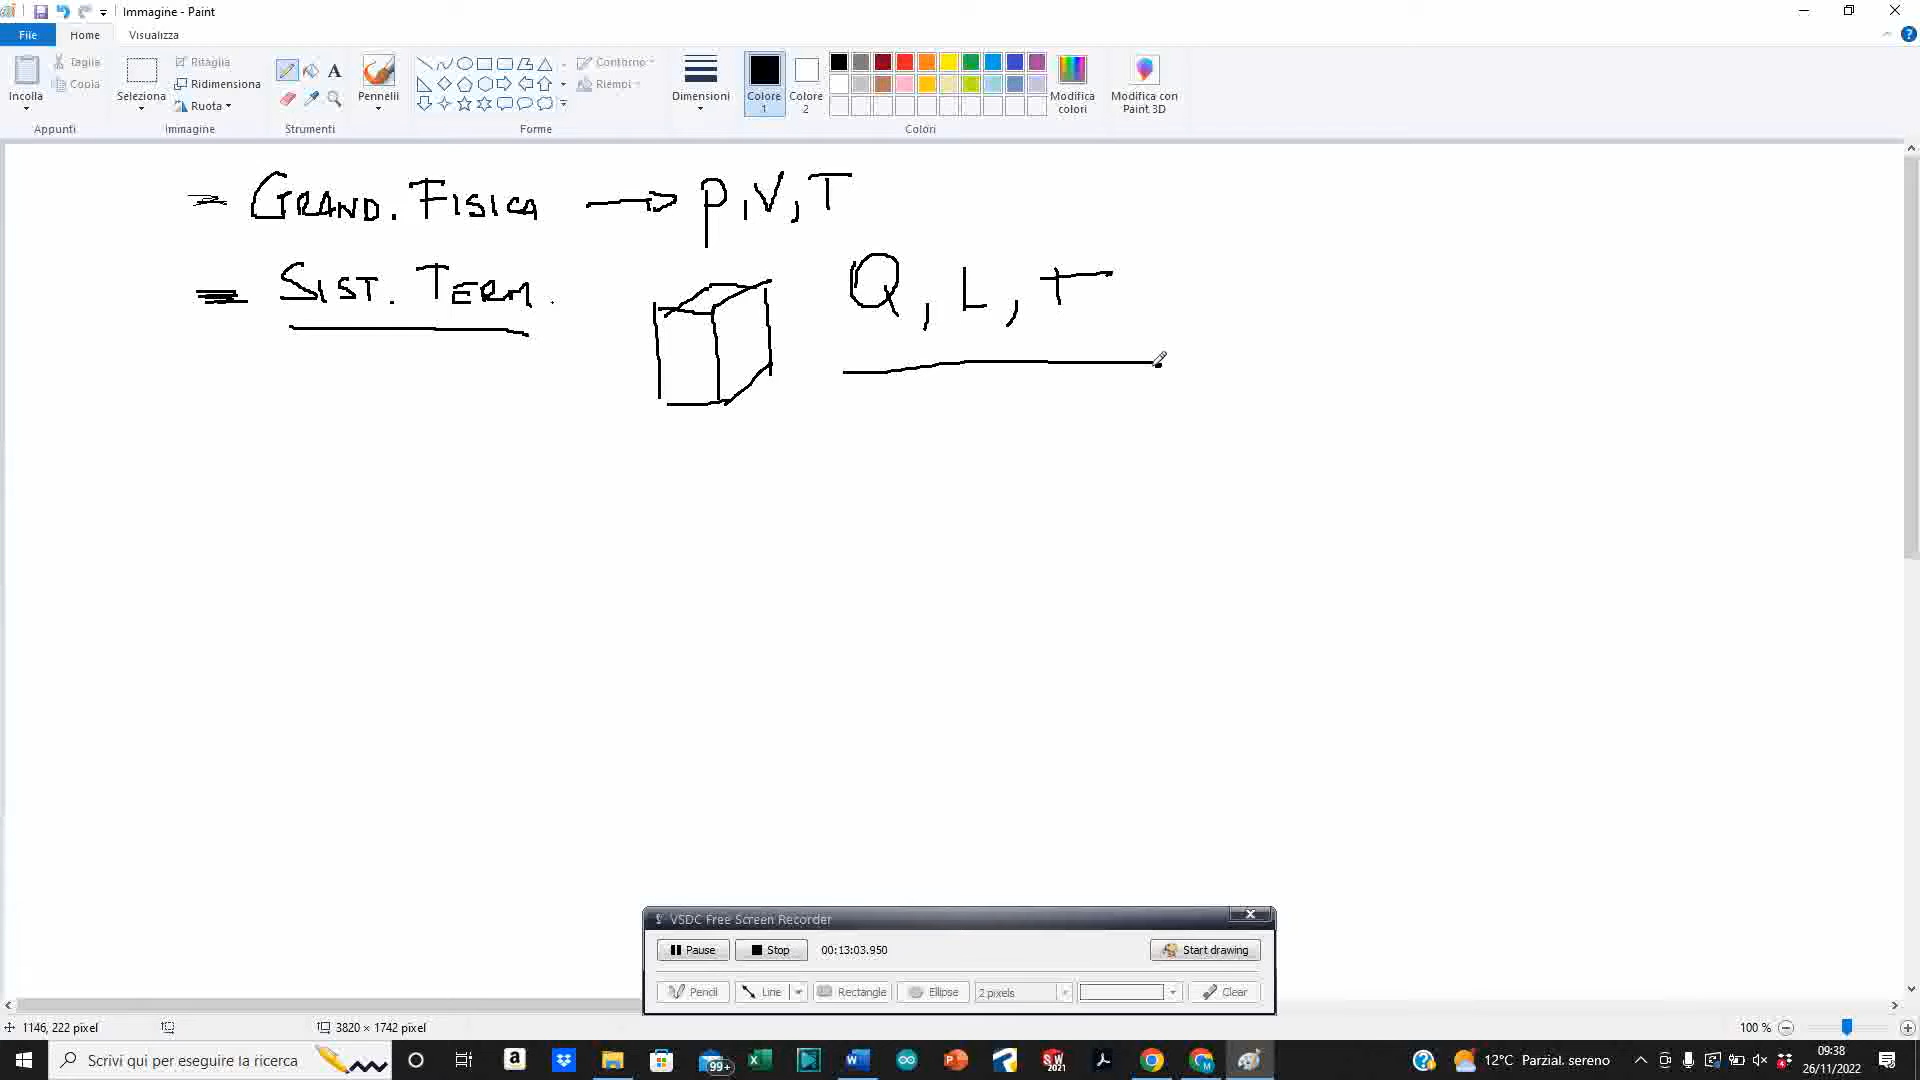 Immagine - Paint
File Home Visualizza
Incolla
Taglia
Copia
Appunti
Seleziona
Ritaglia
Ridimensiona
Ruota
Immagine
Strumenti
Pennelli
Contorno
Riempi
Forme
Dimensioni
Colore 1
Colore 2
Modifica colori
Colori
Modifica con Paint 3D
= GRAND. FISICA → p, V, T
= SIST. TERM.
Q, L, T
VSDC Free Screen Recorder
Pause Stop 00:13:03.950 Start drawing
Pencil Line Rectangle Ellipse 2 pixels Clear
1146, 222 pixel 3820 × 1742 pixel 100 %
Scrivi qui per eseguire la ricerca
99+
SW 2021
12°C Parzial. sereno
09:38
26/11/2022